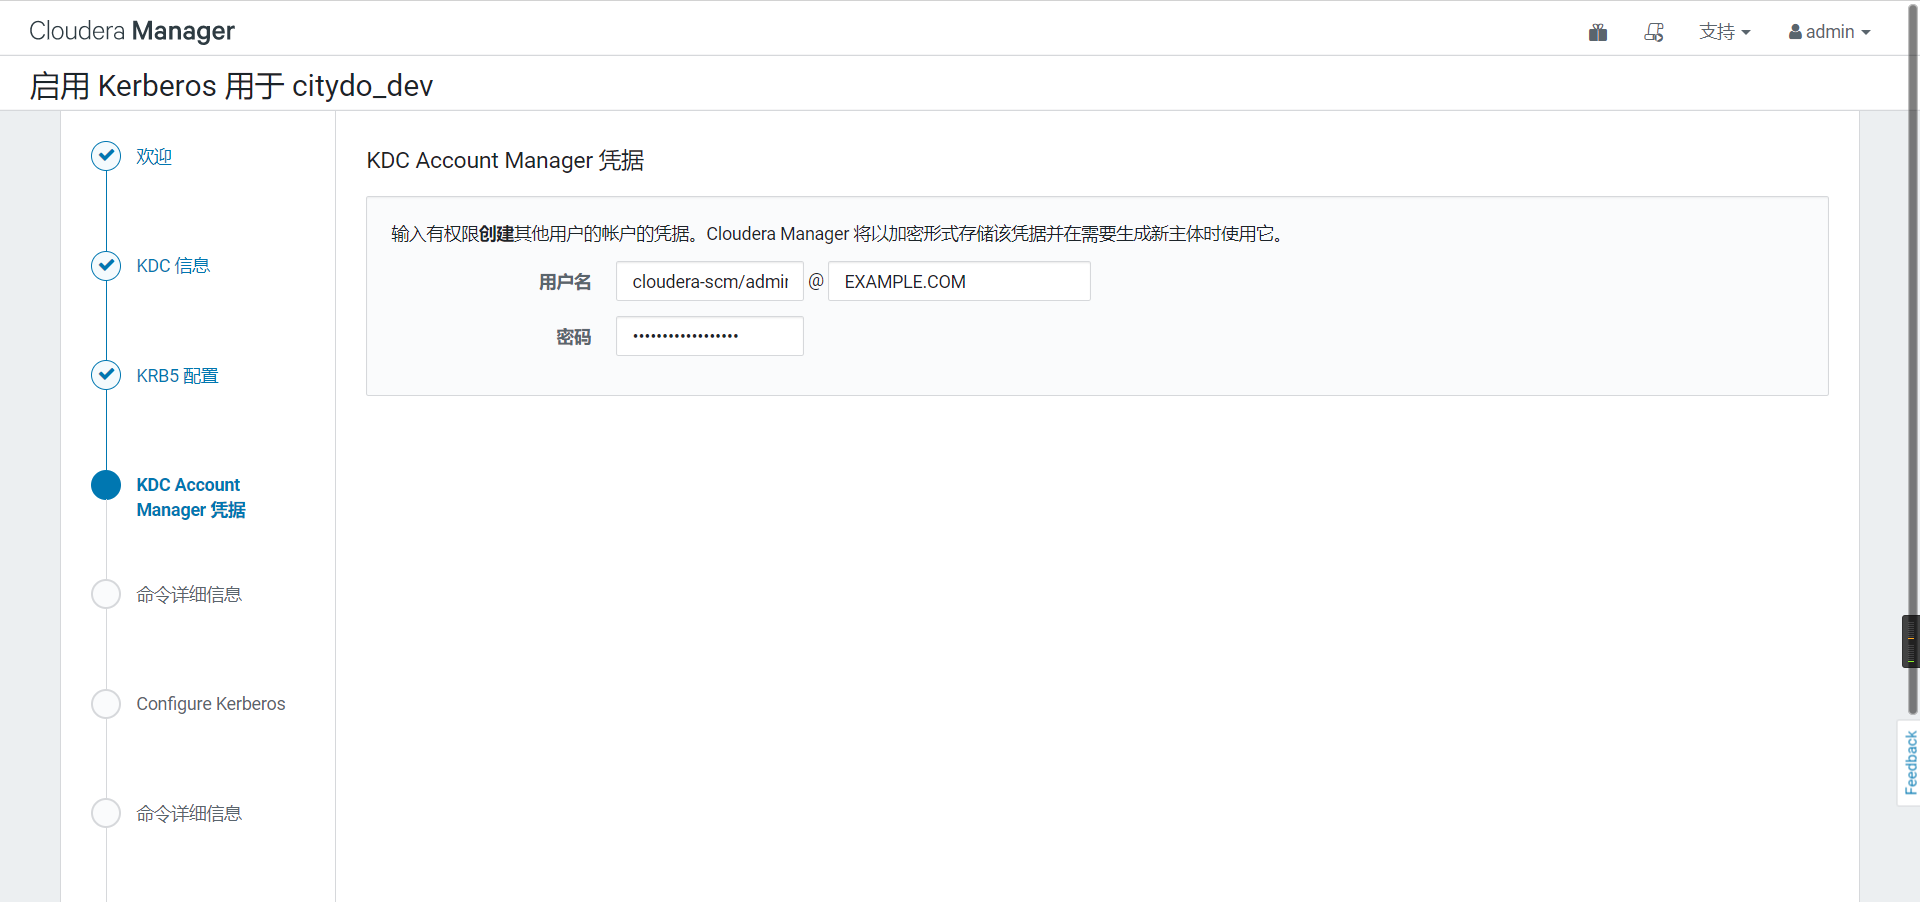 Cloudera Manager
支持
admin
启用 Kerberos 用于 citydo_dev
欢迎
KDC 信息
KRB5 配置
KDC Account
Manager 凭据
命令详细信息
Configure Kerberos
命令详细信息
KDC Account Manager 凭据
输入有权限创建其他用户的帐户的凭据。Cloudera Manager 将以加密形式存储该凭据并在需要生成新主体时使用它。
用户名 cloudera-scm/admin @ EXAMPLE.COM
密码 ••••••••••••••••••
Feedback